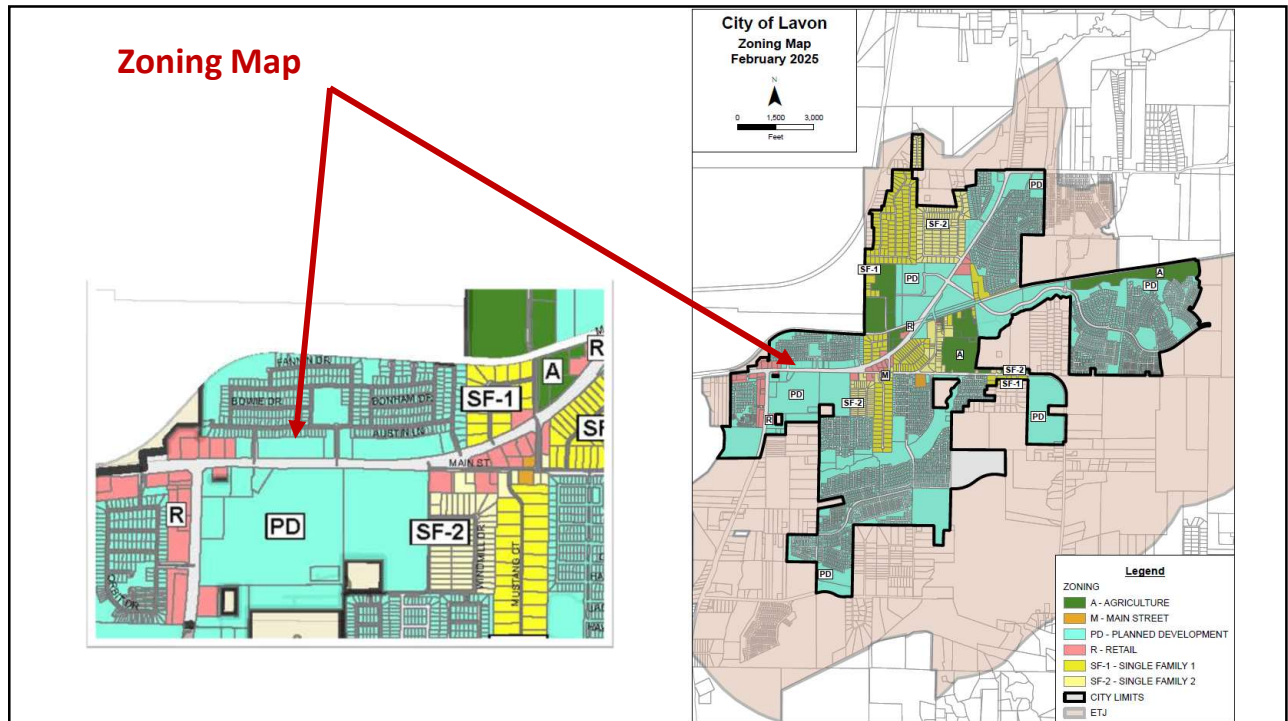 Zoning Map
City of Lavon
Zoning Map
February 2025
N
0 1,500 3,000
Feet
PD
SF-2
SF-1
PD
A
PD
R
A
M
SF-2
SF-1
PD
SF-2
R
PD
PD
FANNIN DR.
BOWIE DR.
BONHAM DR.
AUSTIN LN.
SF-1
A
R
SF
MAIN ST.
R
PD
SF-2
WINDMILL DR.
MUSTANG CT
ORBIT DR.
Legend
ZONING
A - AGRICULTURE
M - MAIN STREET
PD - PLANNED DEVELOPMENT
R - RETAIL
SF-1 - SINGLE FAMILY 1
SF-2 - SINGLE FAMILY 2
CITY LIMITS
ETJ